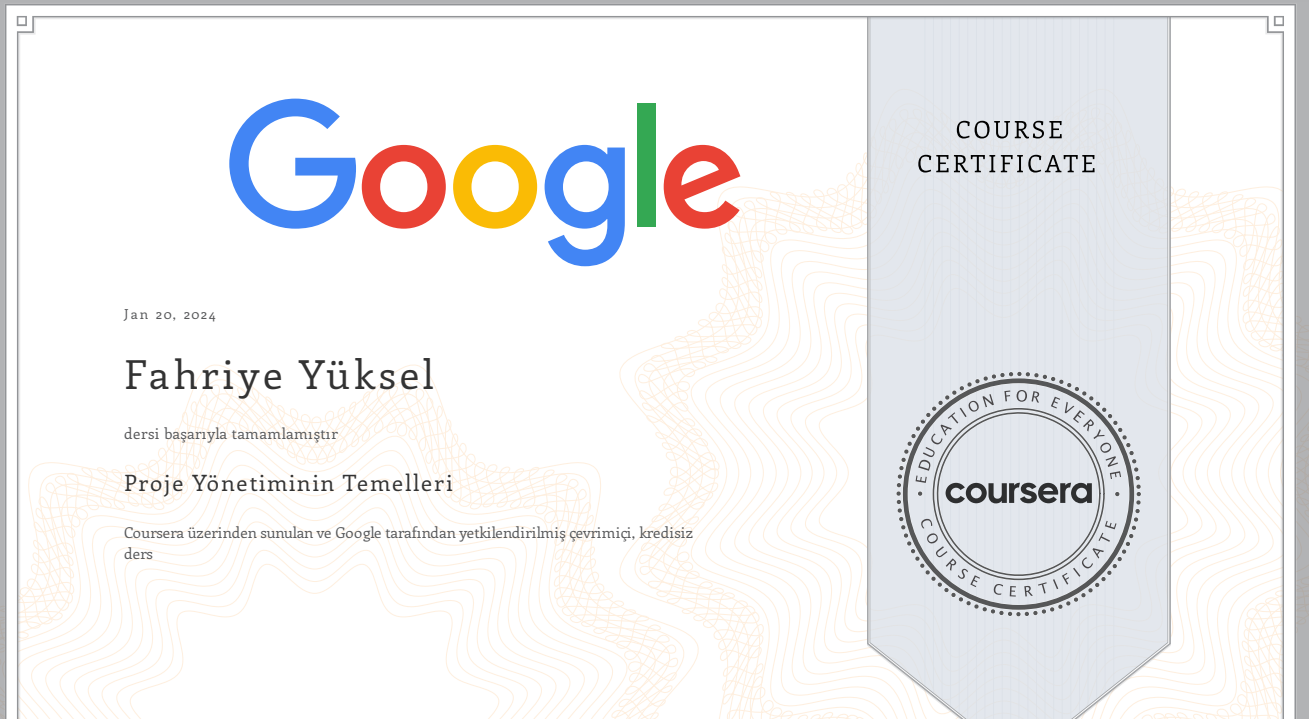 Google
COURSE
CERTIFICATE
Jan 20, 2024
Fahriye Yüksel
dersi başarıyla tamamlamıştır
Proje Yönetiminin Temelleri
Coursera üzerinden sunulan ve Google tarafından yetkilendirilmiş çevrimiçi, kredisiz
ders
EDUCATION FOR EVERYONE
coursera
COURSE CERTIFICATE